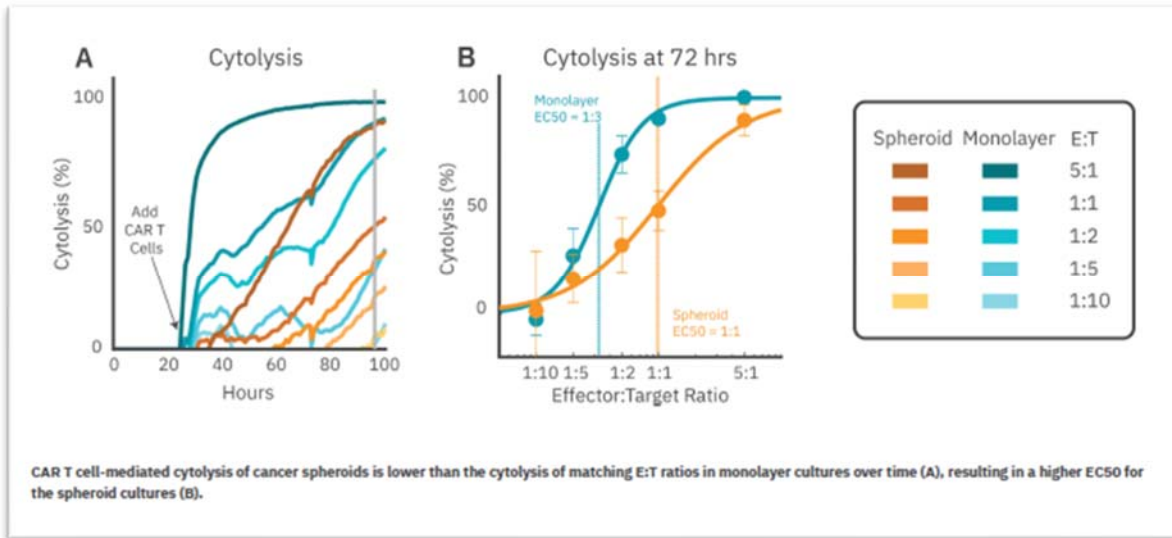 A
Cytolysis
Cytolysis (%)
100
50
0
Add
CAR T
Cells
0 20 40 60 80 100
Hours
B
Cytolysis at 72 hrs
Cytolysis (%)
100
50
0
Monolayer
EC50 = 1:3
Spheroid
EC50 = 1:1
1:10 1:5 1:2 1:1 5:1
Effector:Target Ratio
Spheroid Monolayer E:T
5:1
1:1
1:2
1:5
1:10
CAR T cell-mediated cytolysis of cancer spheroids is lower than the cytolysis of matching E:T ratios in monolayer cultures over time (A), resulting in a higher EC50 for
the spheroid cultures (B).